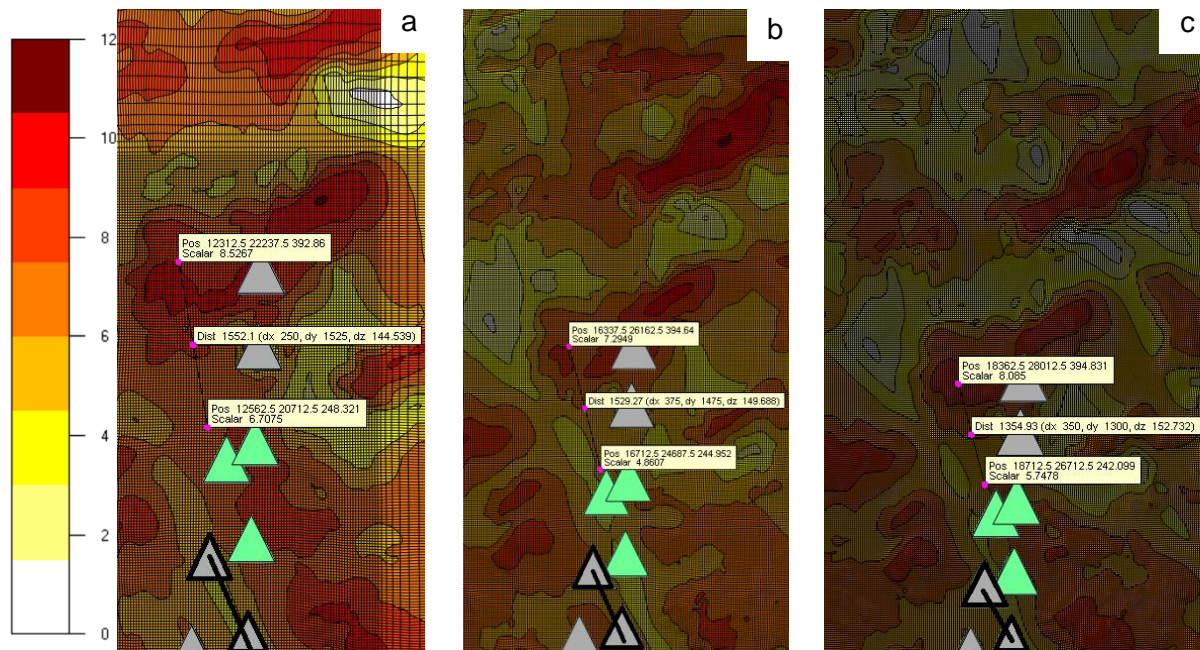 a
b
c
12
10
8
6
4
2
0
Pos 12312.5 22237.5 392.86
Scalar 8.5267
Dist 1552.1 (dx 250, dy 1525, dz 144.539)
Pos 12562.5 20712.5 248.321
Scalar 6.7075
Pos 16337.5 26162.5 394.64
Scalar 7.2949
Dist 1529.27 (dx 375, dy 1475, dz 149.688)
Pos 16712.5 24687.5 244.952
Scalar 4.8607
Pos 18362.5 28012.5 394.831
Scalar 8.085
Dist 1354.93 (dx 350, dy 1300, dz 152.732)
Pos 18712.5 26712.5 242.099
Scalar 5.7478